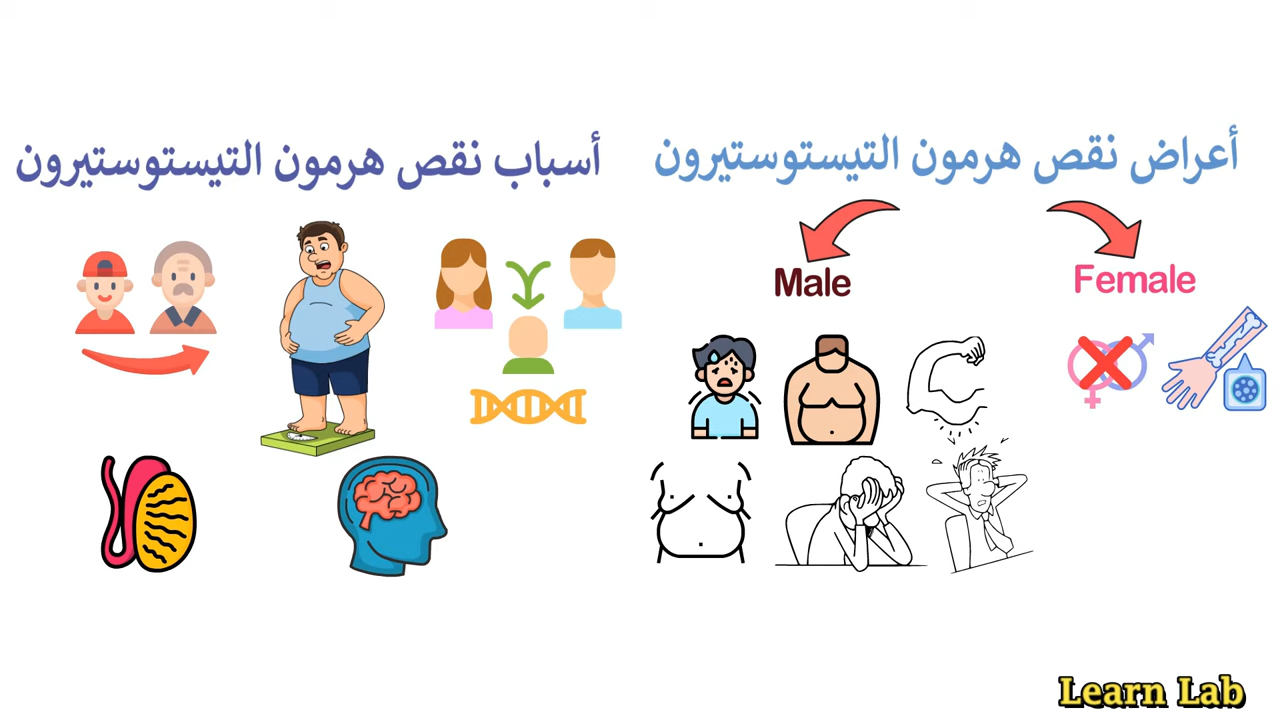 أعراض نقص هرمون التيستوستيرون
Male
Female
أسباب نقص هرمون التيستوستيرون
Learn Lab